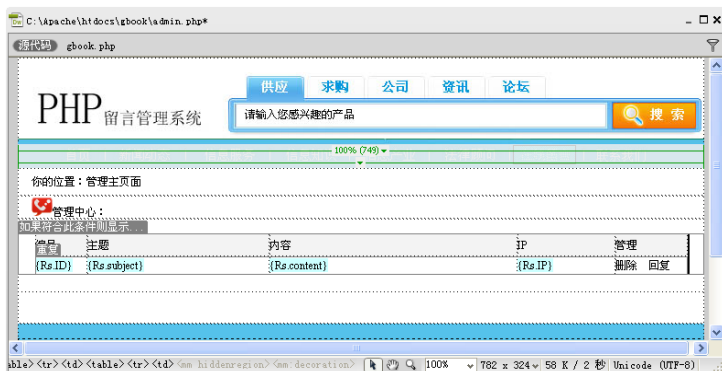 C:\Apache\htdocs\gbook\admin.php*
源代码 gbook.php
供应 求购 公司 资讯 论坛
PHP留言管理系统
请输入您感兴趣的产品 搜 索
100% (749)
你的位置：管理主页面
管理中心：
如果符合此条件则显示...
重复 主题 内容 IP 管理
{Rs.ID} {Rs.subject} {Rs.content} {Rs.IP} 删除 回复
able> <tr> <td> <table> <tr> <td> <mm:hiddenregion> <mm:decoration> 100% 782 x 324 58 K / 2 秒 Unicode (UTF-8)